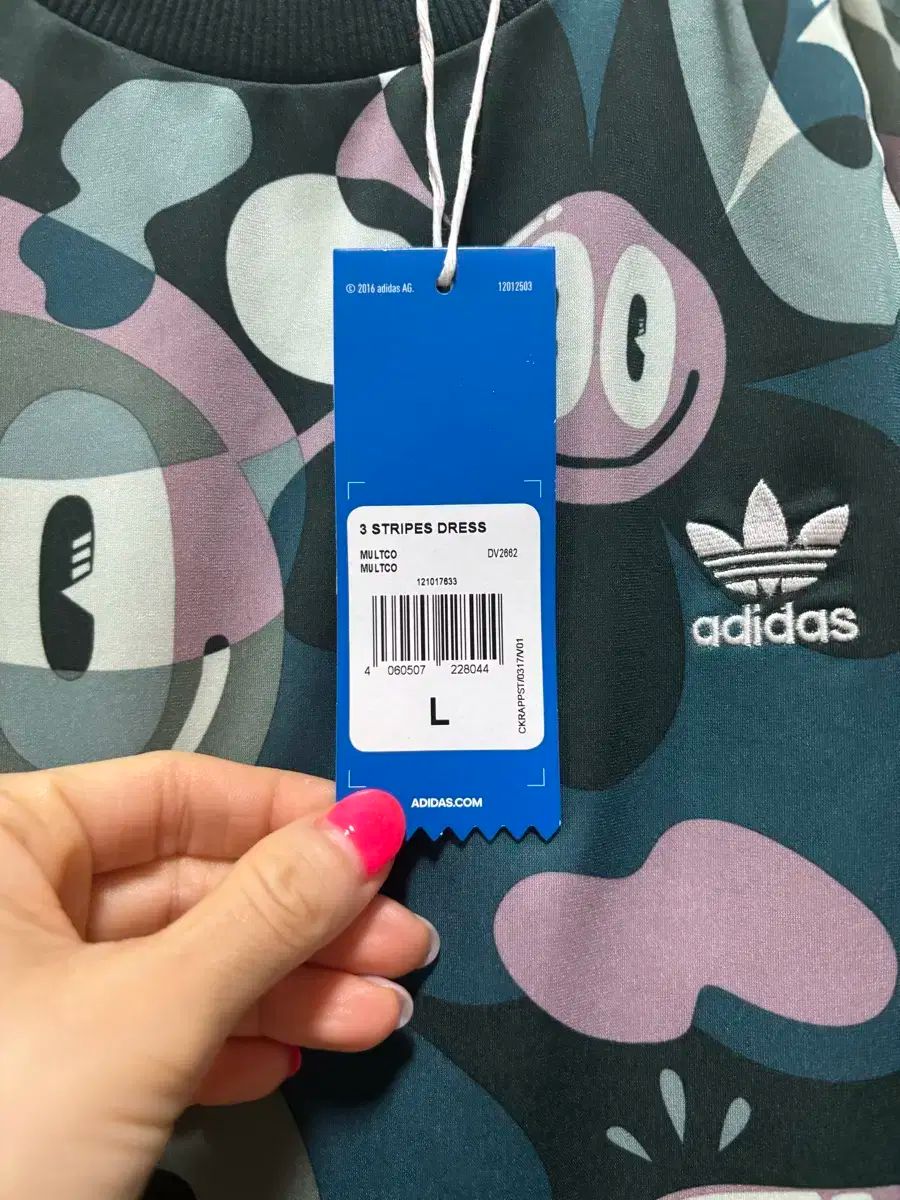 © 2016 adidas AG. 12012503
3 STRIPES DRESS
MULTCO DV2662
MULTCO
121017633
4 060507 228044
CKRAPPST/0317/V01
L
ADIDAS.COM
adidas